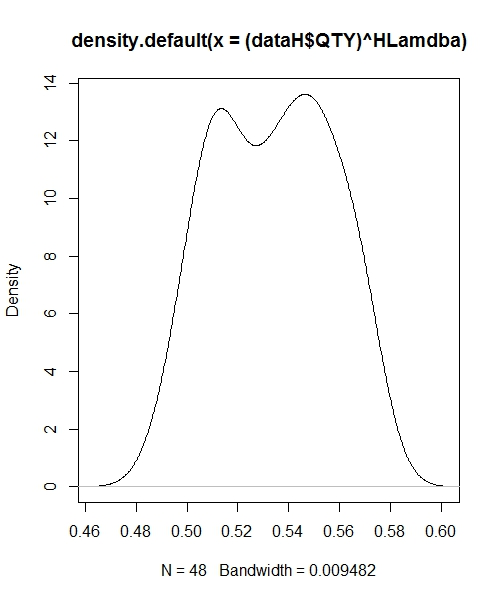 density.default(x = (dataH$QTY)^HLamdba)
Density
14
12
10
8
6
4
2
0
0.46 0.48 0.50 0.52 0.54 0.56 0.58 0.60
N = 48 Bandwidth = 0.009482